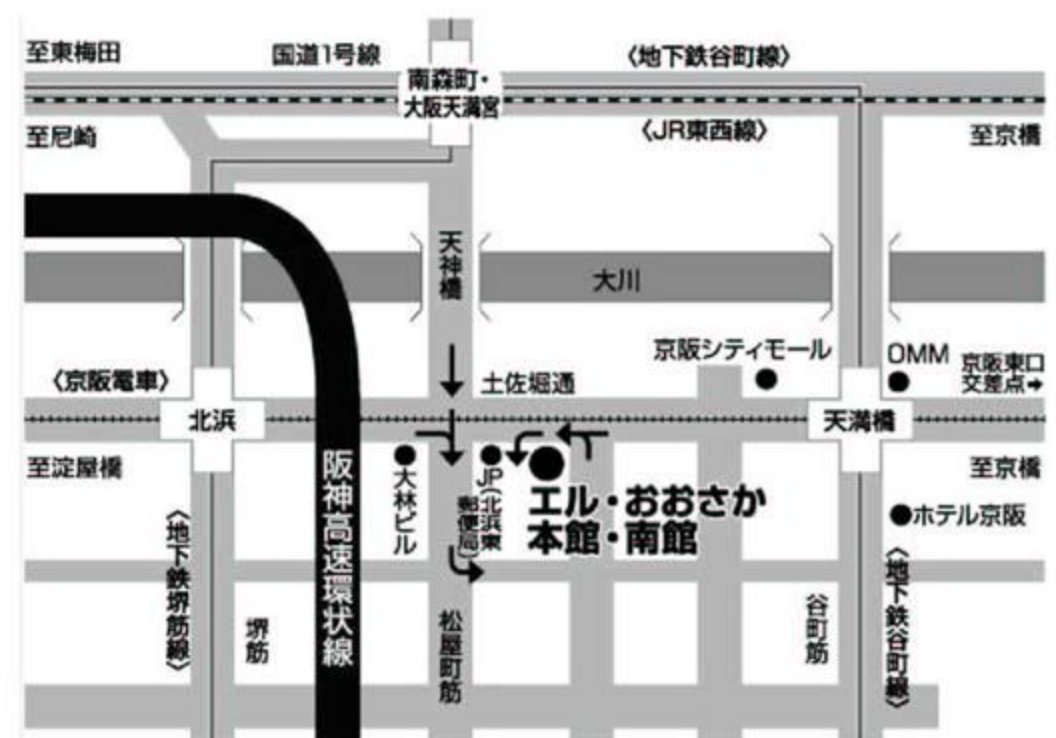 至東梅田
国道1号線
〈地下鉄谷町線〉
南森町・
大阪天満宮
至尼崎
〈JR東西線〉
至京橋
天神橋
大川
京阪シティモール
OMM
京阪東口
交差点→
〈京阪電車〉
土佐堀通
北浜
天満橋
至淀屋橋
至京橋
大林ビル
JP(北浜東
郵便局)
エル・おおさか
本館・南館
ホテル京阪
阪神高速環状線
〈地下鉄堺筋線〉
堺筋
松屋町筋
谷町筋
〈地下鉄谷町線〉